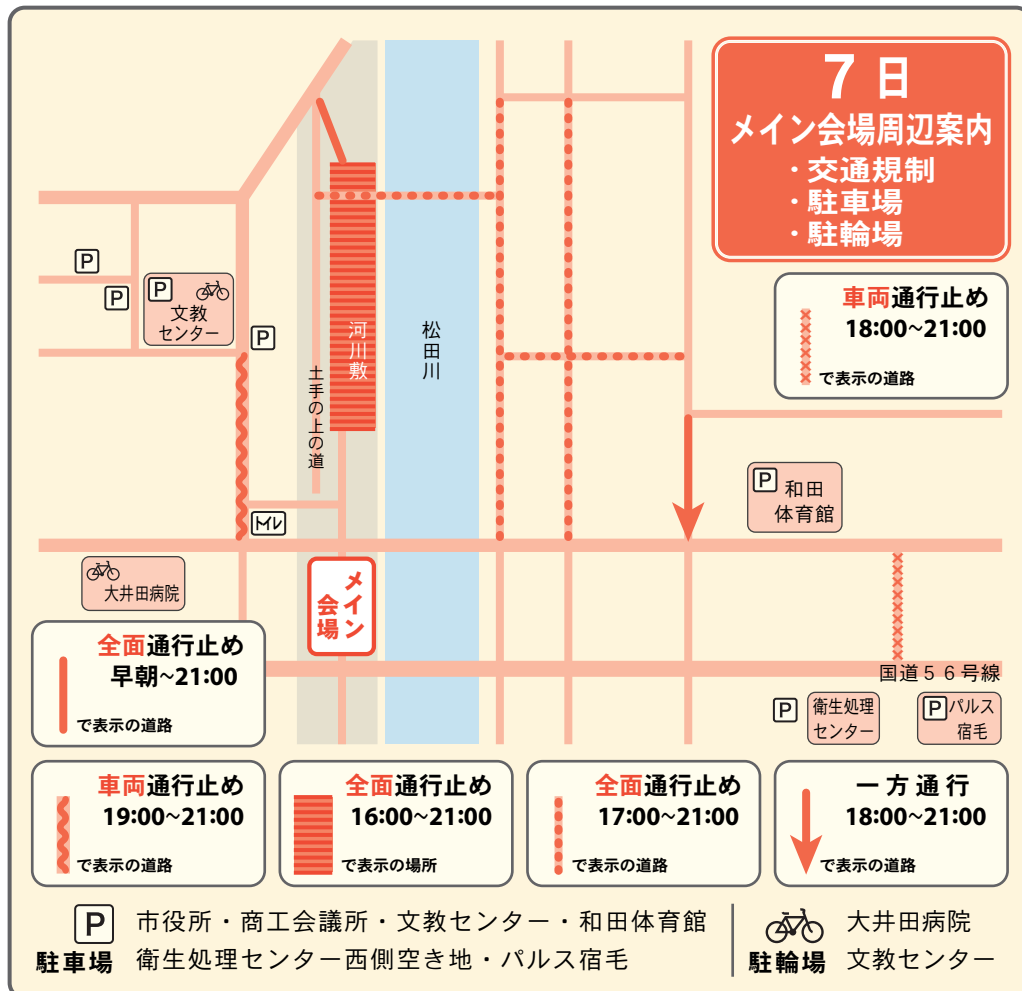 7日
メイン会場周辺案内
・交通規制
・駐車場
・駐輪場
車両通行止め
18:00~21:00
で表示の道路
P
P
P
文教
センター
P
河川敷
松田川
土手の上の道
トイレ
P 和田
体育館
大井田病院
メイン
会場
国道56号線
P
衛生処理
センター
P パルス
宿毛
全面通行止め
早朝~21:00
で表示の道路
車両通行止め
19:00~21:00
で表示の道路
全面通行止め
16:00~21:00
で表示の場所
全面通行止め
17:00~21:00
で表示の道路
一方通行
18:00~21:00
で表示の道路
P
駐車場
市役所・商工会議所・文教センター・和田体育館
衛生処理センター西側空き地・パルス宿毛
駐輪場
大井田病院
文教センター